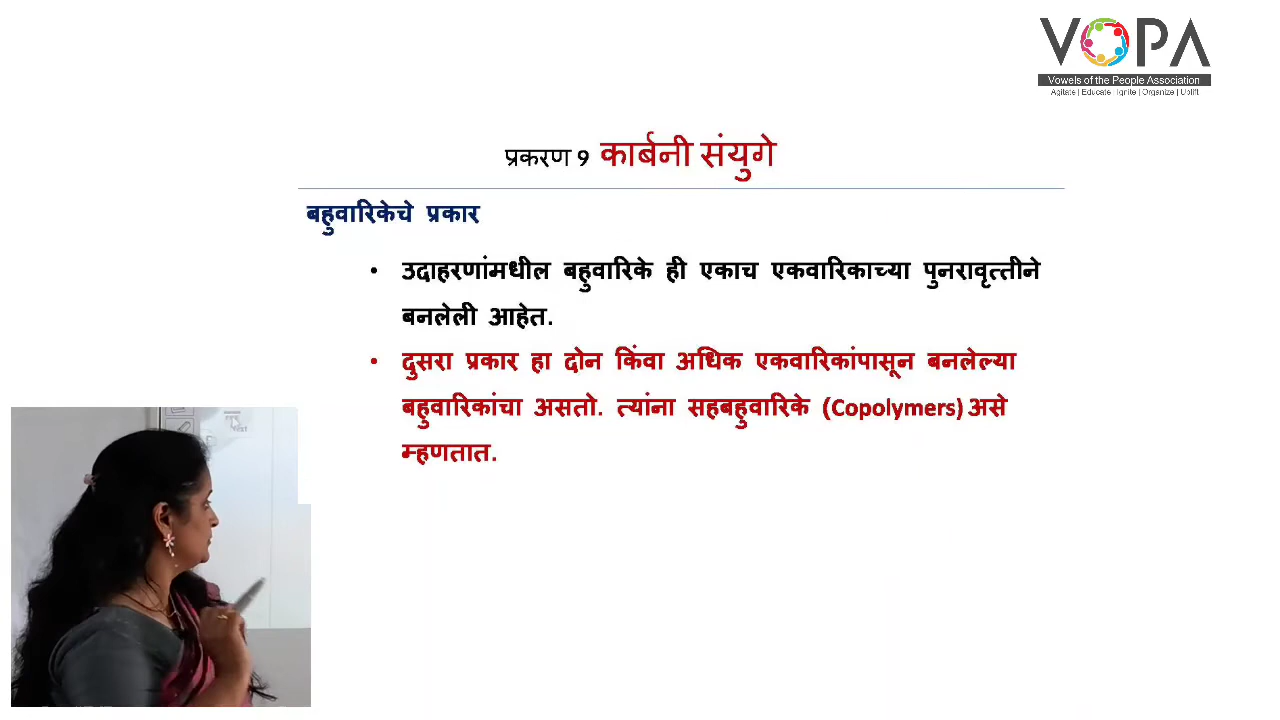 VOPA
Vowels of the People Association
Agitate | Educate | Ignite | Organize | Uplift
प्रकरण 9 कार्बनी संयुगे
बहुवारिकेचे प्रकार
• उदाहरणांमधील बहुवारिके ही एकाच एकवारिकाच्या पुनरावृत्तीने
बनलेली आहेत.
• दुसरा प्रकार हा दोन किंवा अधिक एकवारिकांपासून बनलेल्या
बहुवारिकांचा असतो. त्यांना सहबहुवारिके (Copolymers) असे
म्हणतात.
Text